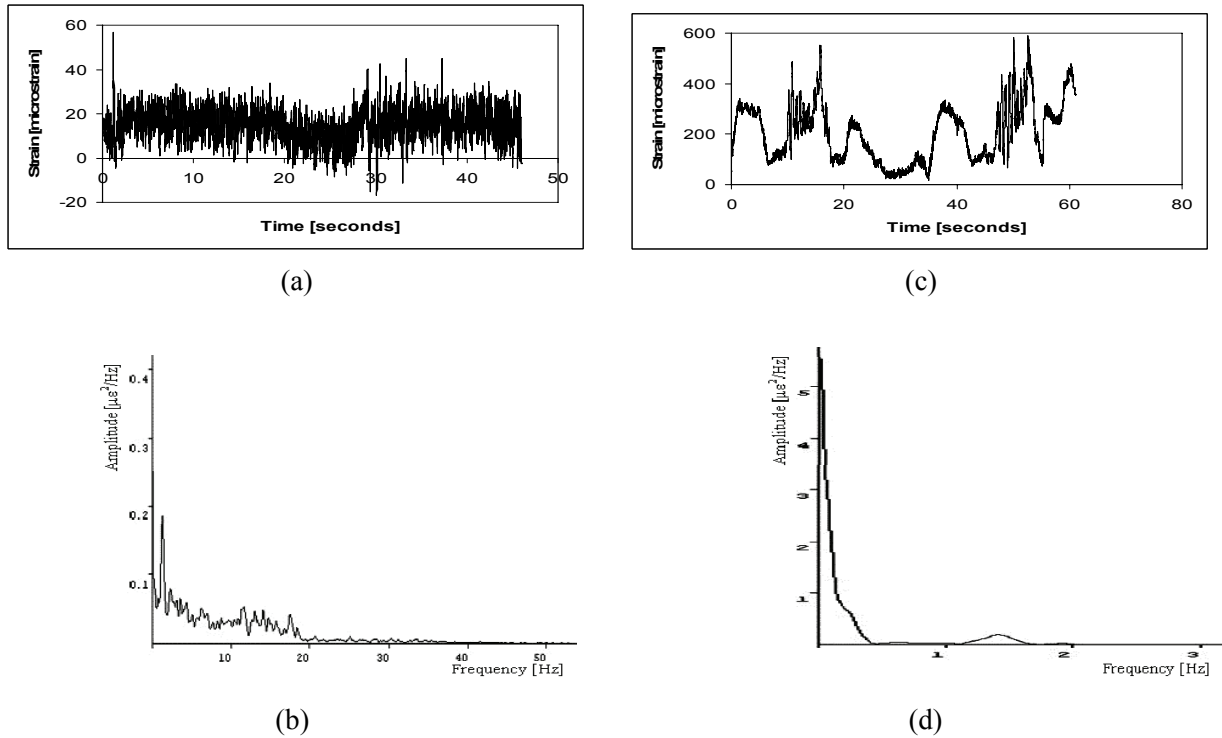 60
40
20
0
-20
0 10 20 30 40 50
Strain [microstrain]
Time [seconds]
(a)
600
400
200
0
0 20 40 60 80
Strain [microstrain]
Time [seconds]
(c)
Amplitude [με²/Hz]
0.4
0.3
0.2
0.1
10 20 30 40 50
Frequency [Hz]
(b)
Amplitude [με²/Hz]
5
4
3
2
1
1 2 3
Frequency [Hz]
(d)